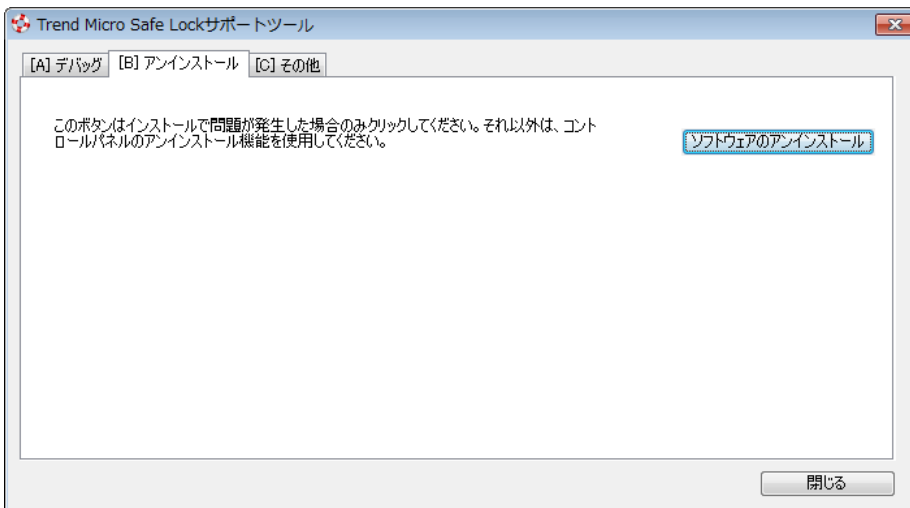 Trend Micro Safe Lockサポートツール
[A] デバッグ
[B] アンインストール
[C] その他
このボタンはインストールで問題が発生した場合のみクリックしてください。それ以外は、コント
ロールパネルのアンインストール機能を使用してください。
ソフトウェアのアンインストール
閉じる